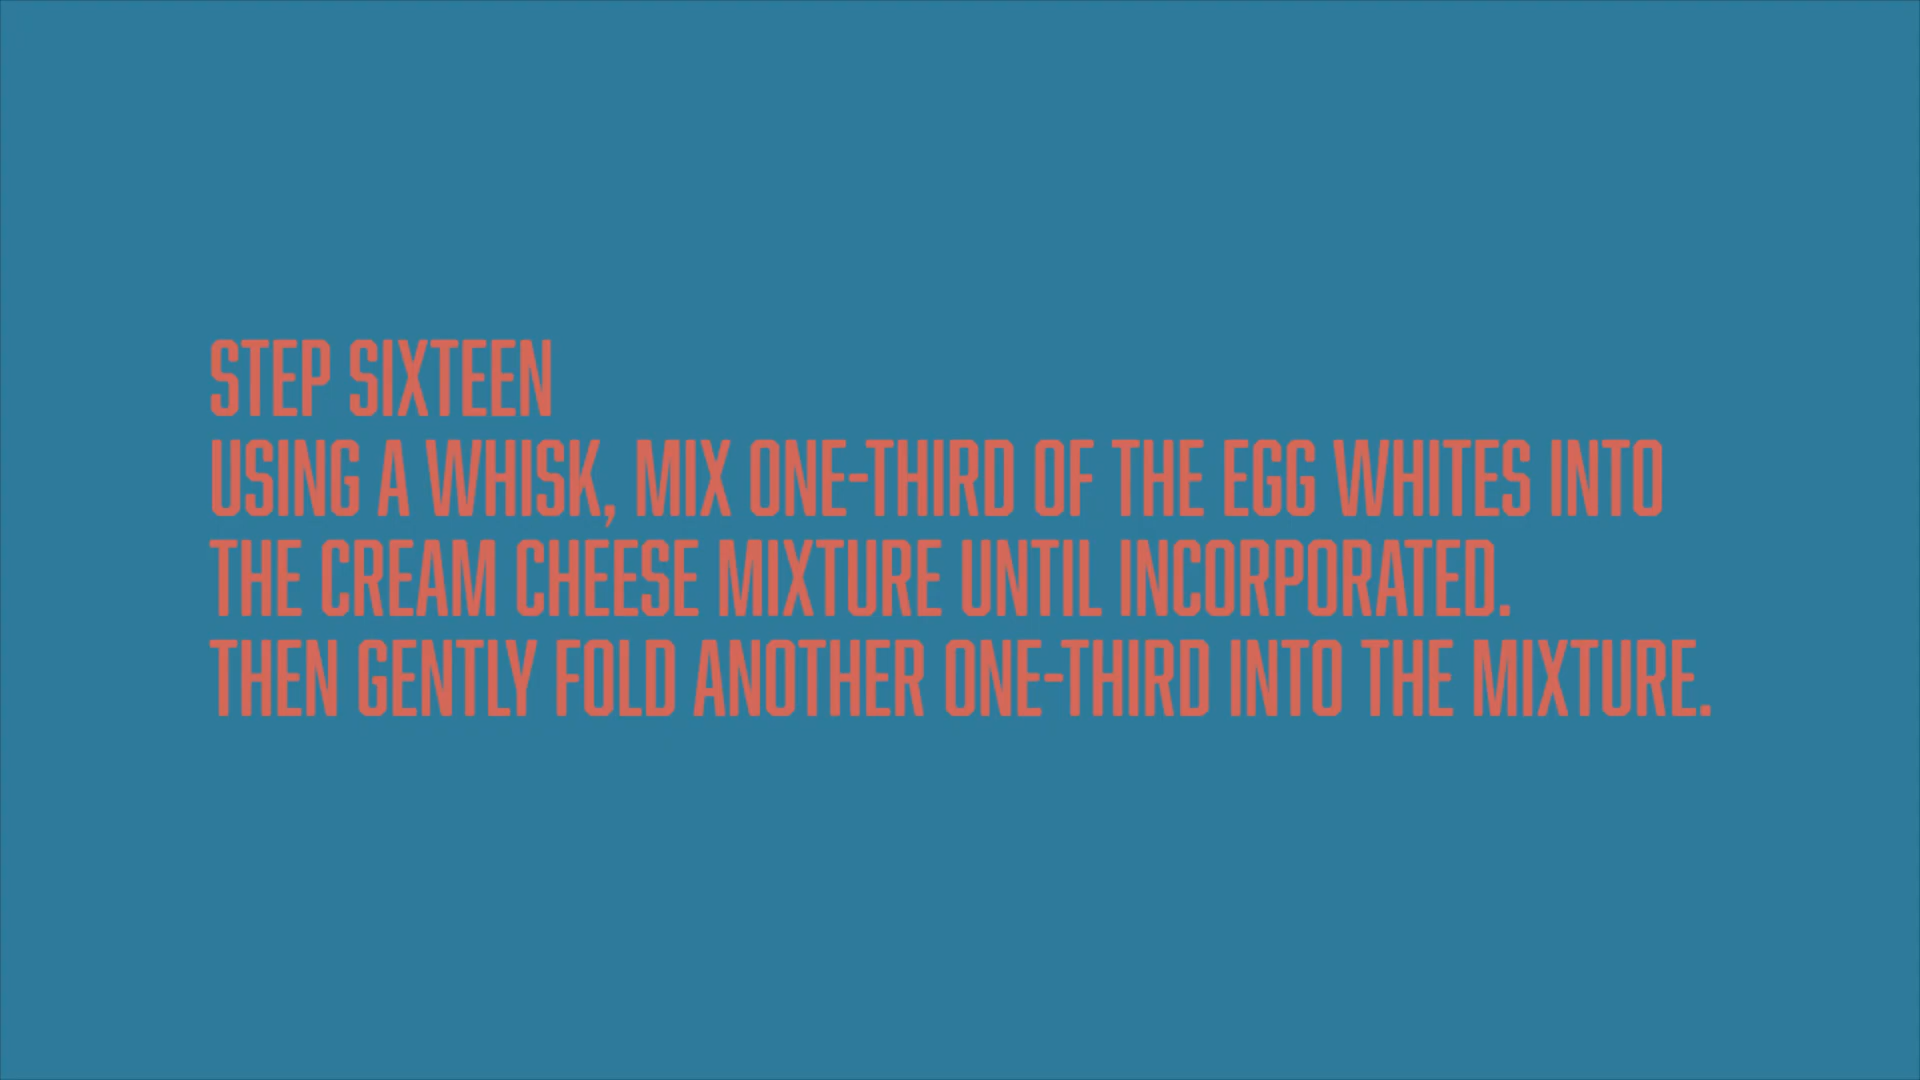 STEP SIXTEEN
USING A WHISK, MIX ONE-THIRD OF THE EGG WHITES INTO
THE CREAM CHEESE MIXTURE UNTIL INCORPORATED.
THEN GENTLY FOLD ANOTHER ONE-THIRD INTO THE MIXTURE.